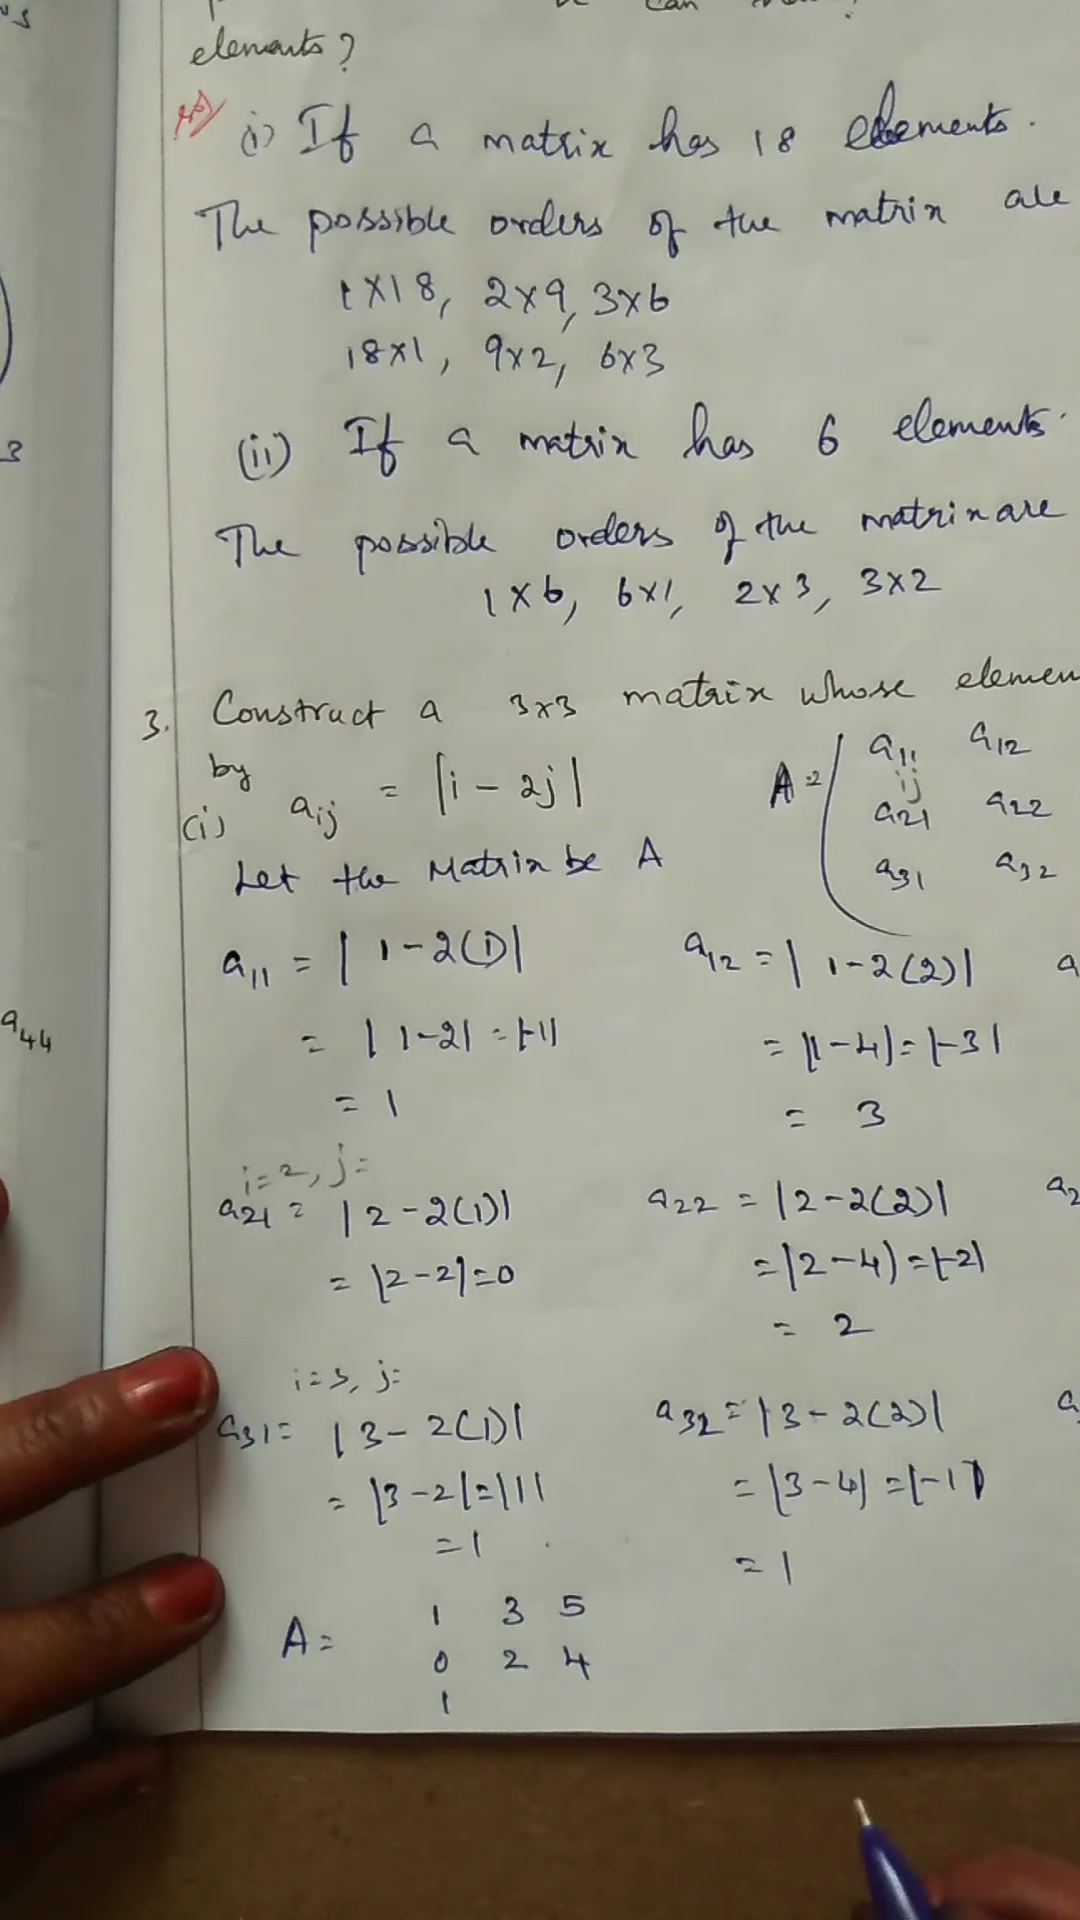 can
elements?
(i) If a matrix has 18 elements.
The possible orders of the matrix are
1×18, 2×9, 3×6
18×1, 9×2, 6×3
(ii) If a matrix has 6 elements.
The possible orders of the matrix are
1×6, 6×1, 2×3, 3×2
3. Construct a 3×3 matrix whose elemen
by
(i) aij = |i - 2j|
A = ( a11 a12
ij
a21 a22
a31 a32
Let the Matrix be A
a11 = |1-2(1)| a12 = |1-2(2)| a
= |1-2| = |-1| = |1-4| = |-3|
= 1 = 3
a44
i=2, j=
a21 = |2-2(1)| a22 = |2-2(2)| a2
= |2-2| = 0 = |2-4| = |-2|
= 2
i=3, j=
a31 = |3-2(1)| a32 = |3-2(2)| a
= |3-2| = |1| = |3-4| = |-1|
= 1 = 1
A = 1 3 5
0 2 4
1